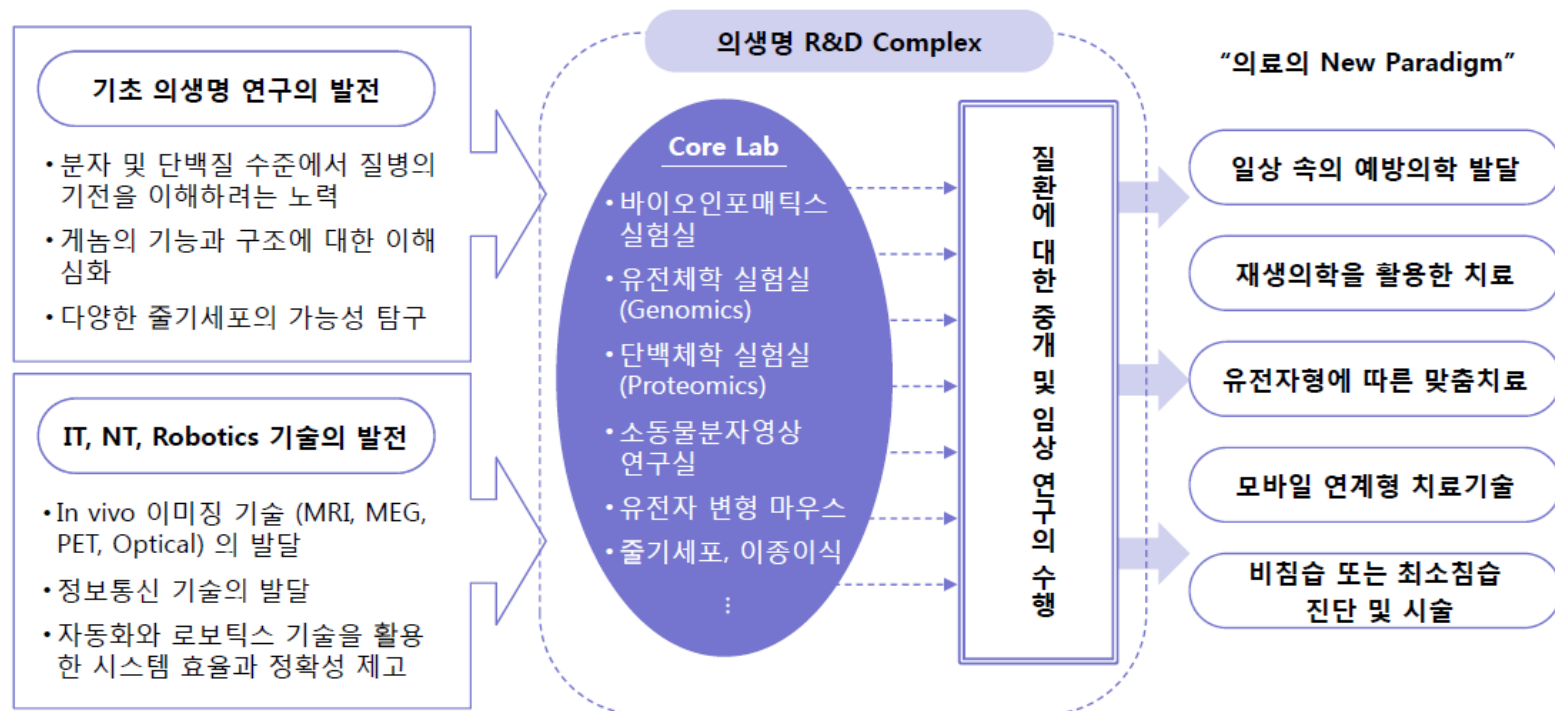 기초 의생명 연구의 발전
• 분자 및 단백질 수준에서 질병의
기전을 이해하려는 노력
• 게놈의 기능과 구조에 대한 이해
심화
• 다양한 줄기세포의 가능성 탐구
IT, NT, Robotics 기술의 발전
• In vivo 이미징 기술 (MRI, MEG,
PET, Optical) 의 발달
• 정보통신 기술의 발달
• 자동화와 로보틱스 기술을 활용
한 시스템 효율과 정확성 제고
의생명 R&D Complex
Core Lab
• 바이오인포매틱스
실험실
• 유전체학 실험실
(Genomics)
• 단백체학 실험실
(Proteomics)
• 소동물분자영상
연구실
• 유전자 변형 마우스
• 줄기세포, 이종이식
⋮
질환에 대한 중개 및 임상 연구의 수행
“의료의 New Paradigm”
일상 속의 예방의학 발달
재생의학을 활용한 치료
유전자형에 따른 맞춤치료
모바일 연계형 치료기술
비침습 또는 최소침습
진단 및 시술